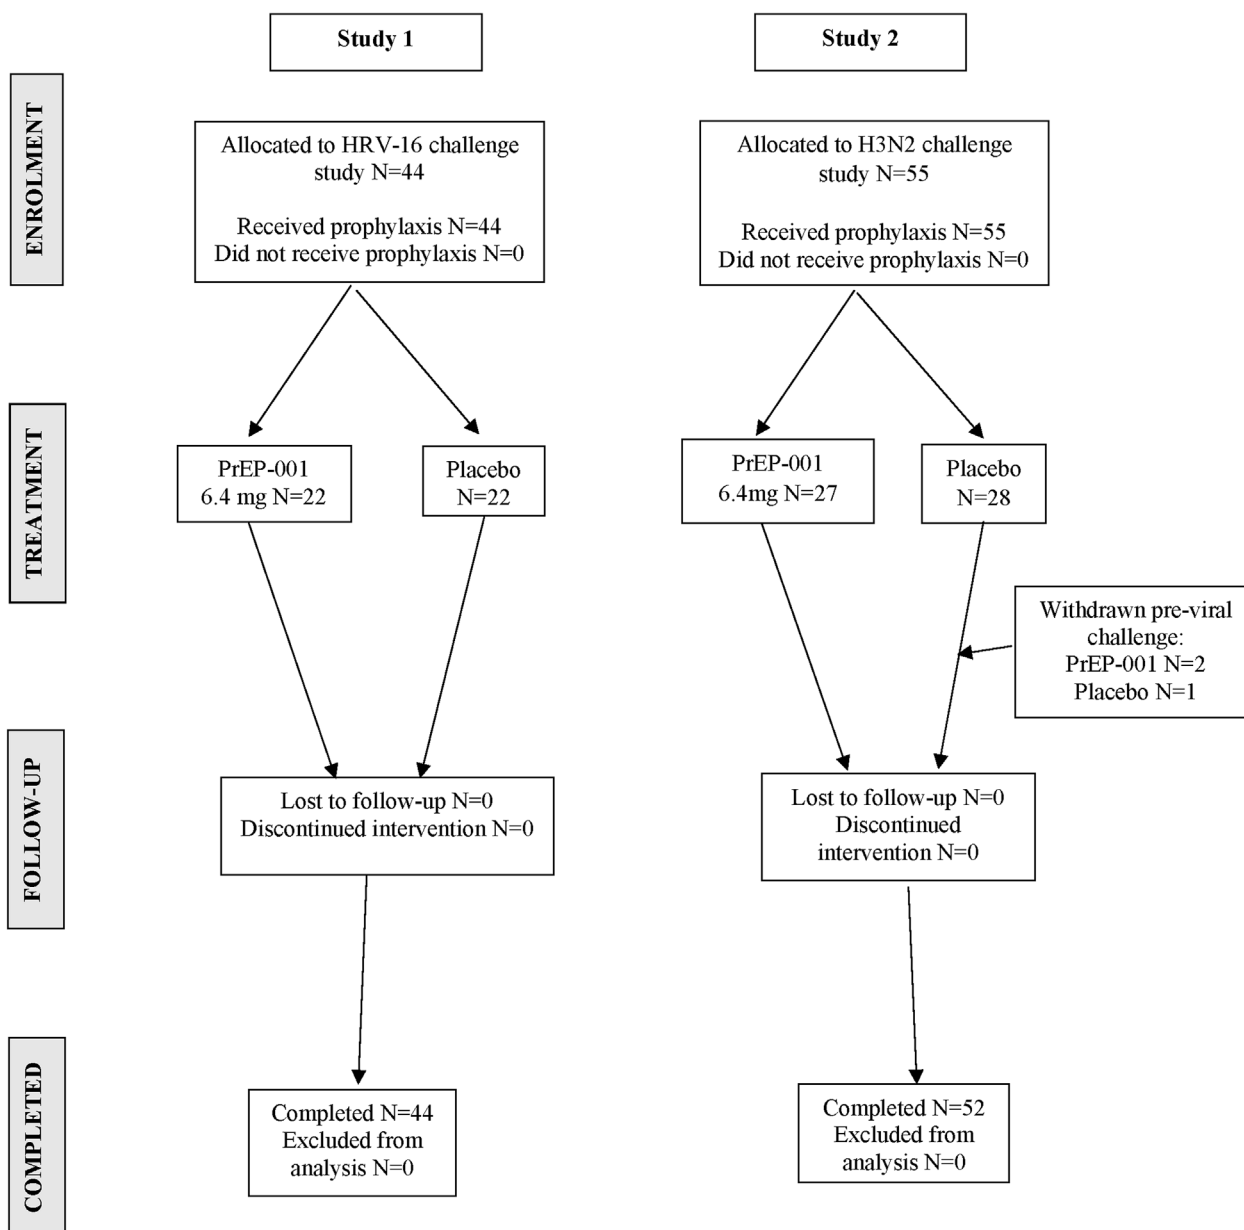 Study 1
Study 2
ENROLMENT
Allocated to HRV-16 challenge
study N=44
Received prophylaxis N=44
Did not receive prophylaxis N=0
Allocated to H3N2 challenge
study N=55
Received prophylaxis N=55
Did not receive prophylaxis N=0
TREATMENT
PrEP-001
6.4 mg N=22
Placebo
N=22
PrEP-001
6.4mg N=27
Placebo
N=28
Withdrawn pre-viral
challenge:
PrEP-001 N=2
Placebo N=1
FOLLOW-UP
Lost to follow-up N=0
Discontinued intervention N=0
Lost to follow-up N=0
Discontinued
intervention N=0
COMPLETED
Completed N=44
Excluded from
analysis N=0
Completed N=52
Excluded from
analysis N=0